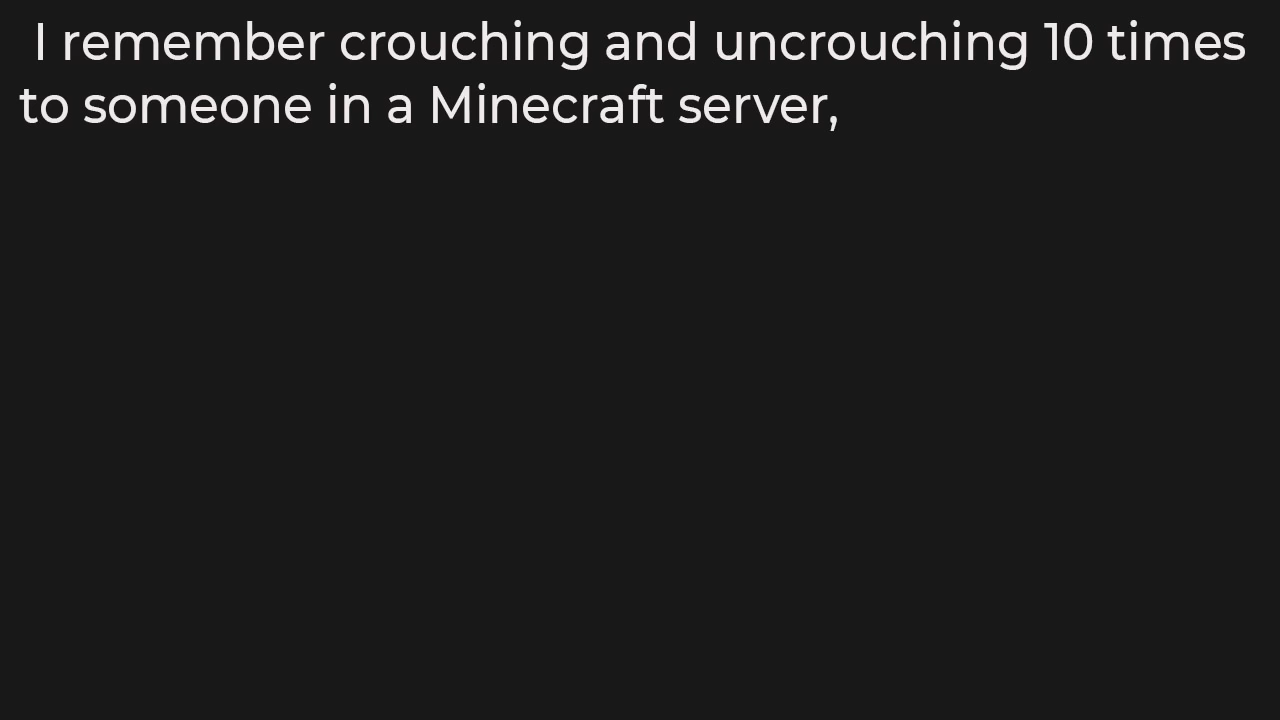 I remember crouching and uncrouching 10 times
to someone in a Minecraft server,